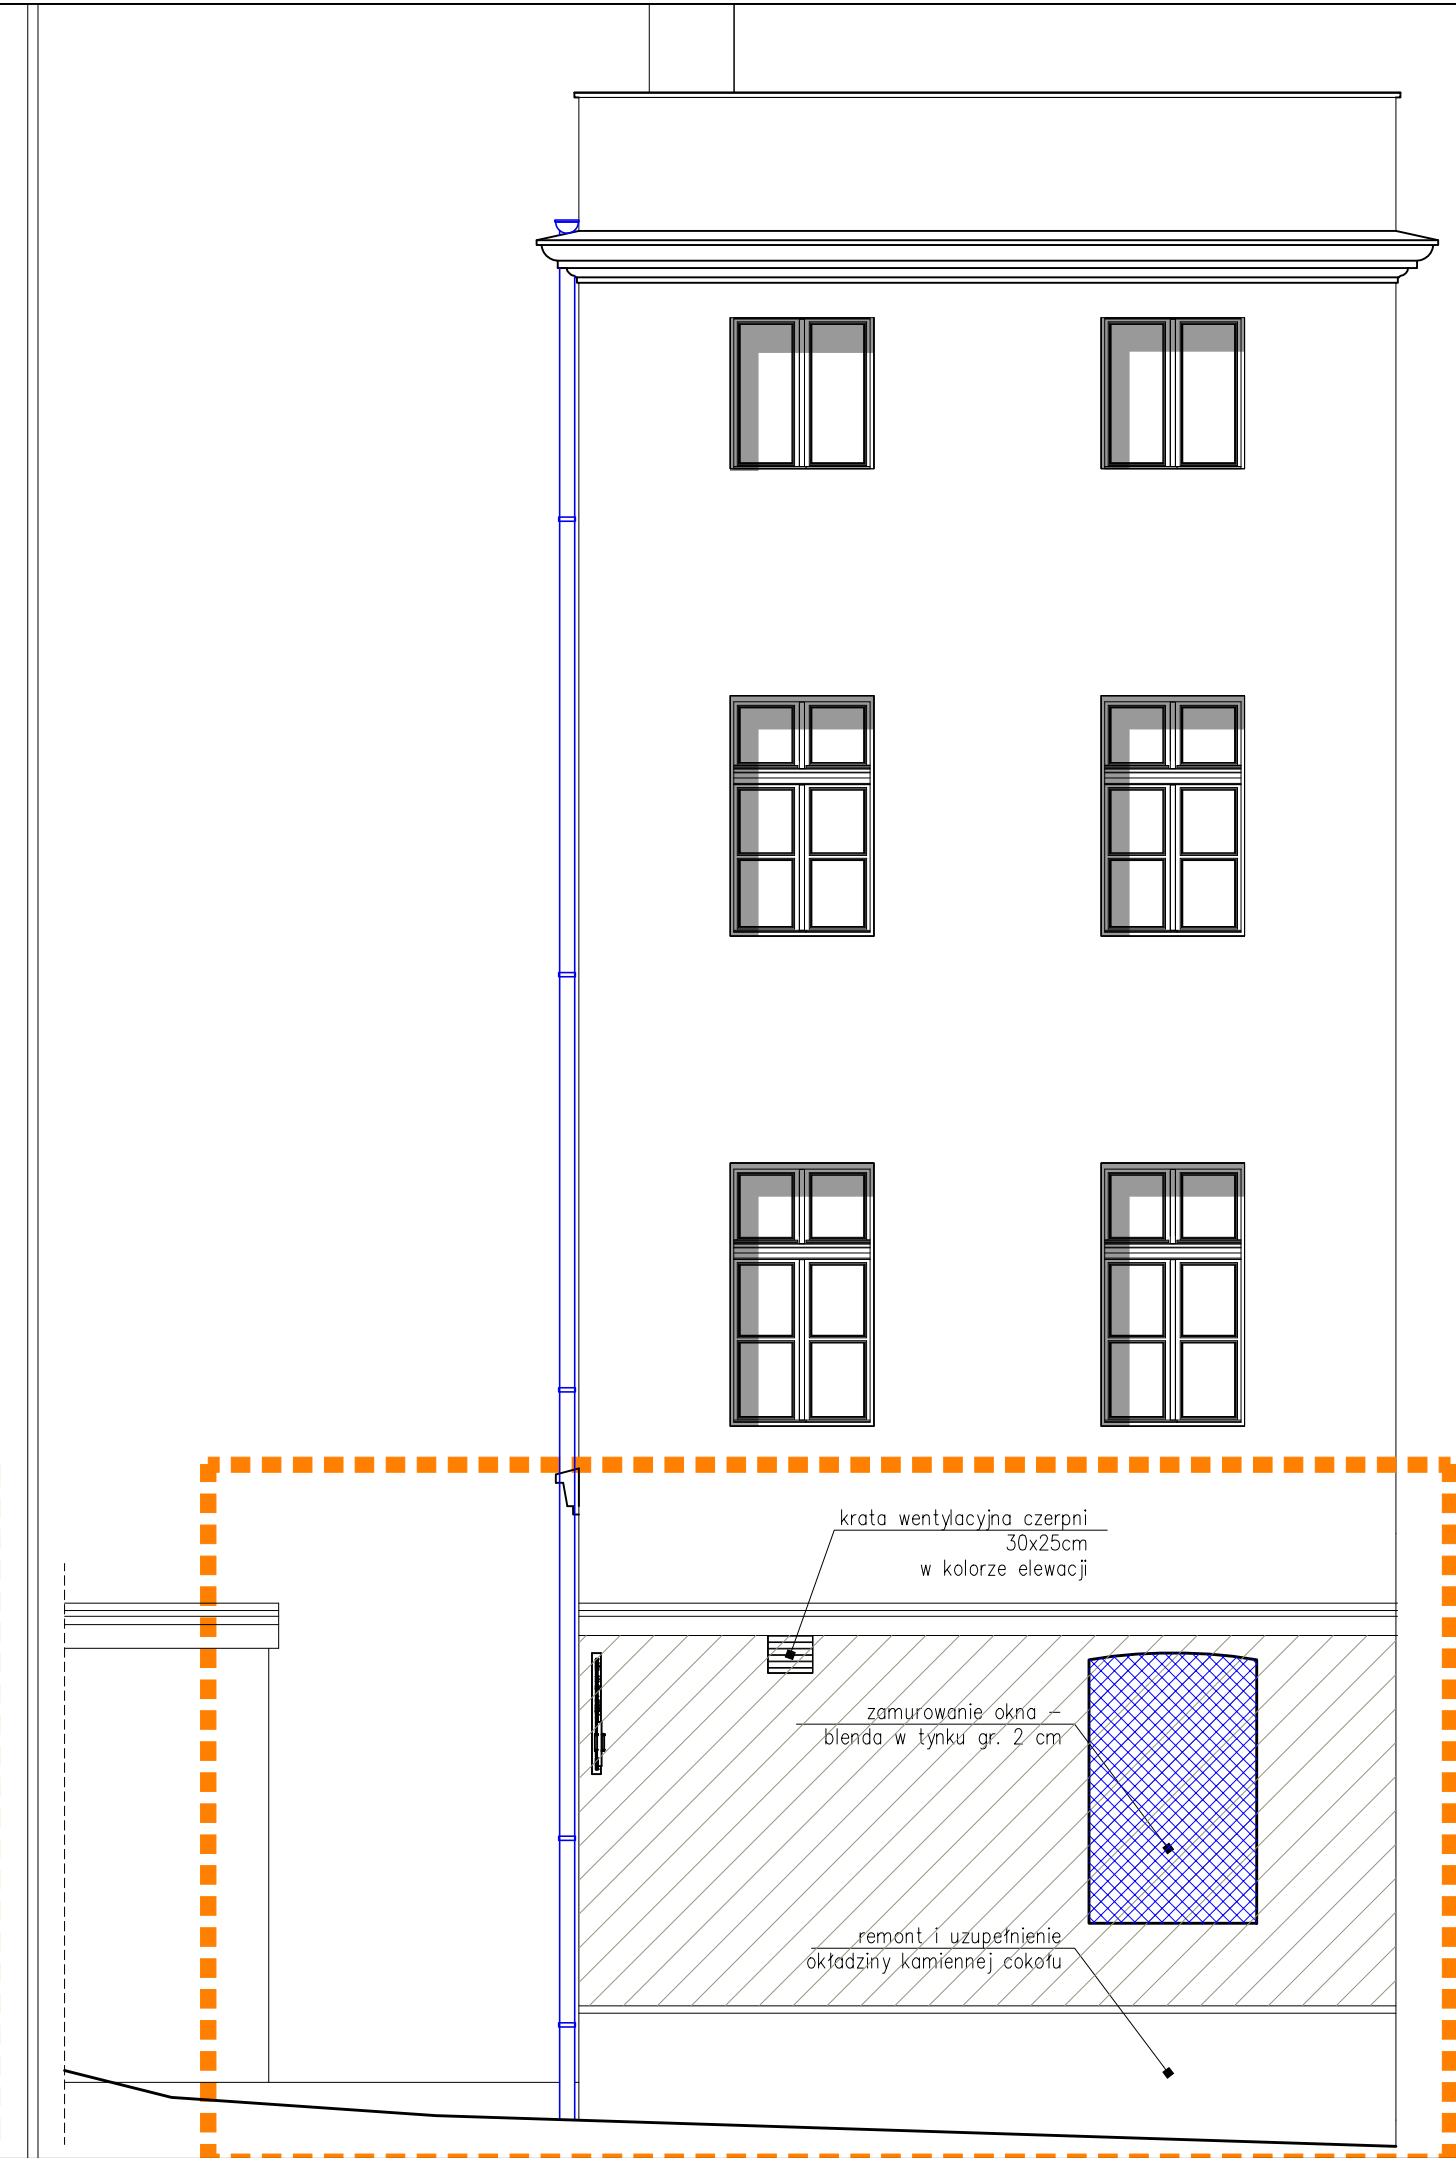 krata wentylacyjna czerpni
30x25cm
w kolorze elewacji
zamurowanie okna –
blenda w tynku gr. 2 cm
remont i uzupełnienie
okładziny kamiennej cokołu